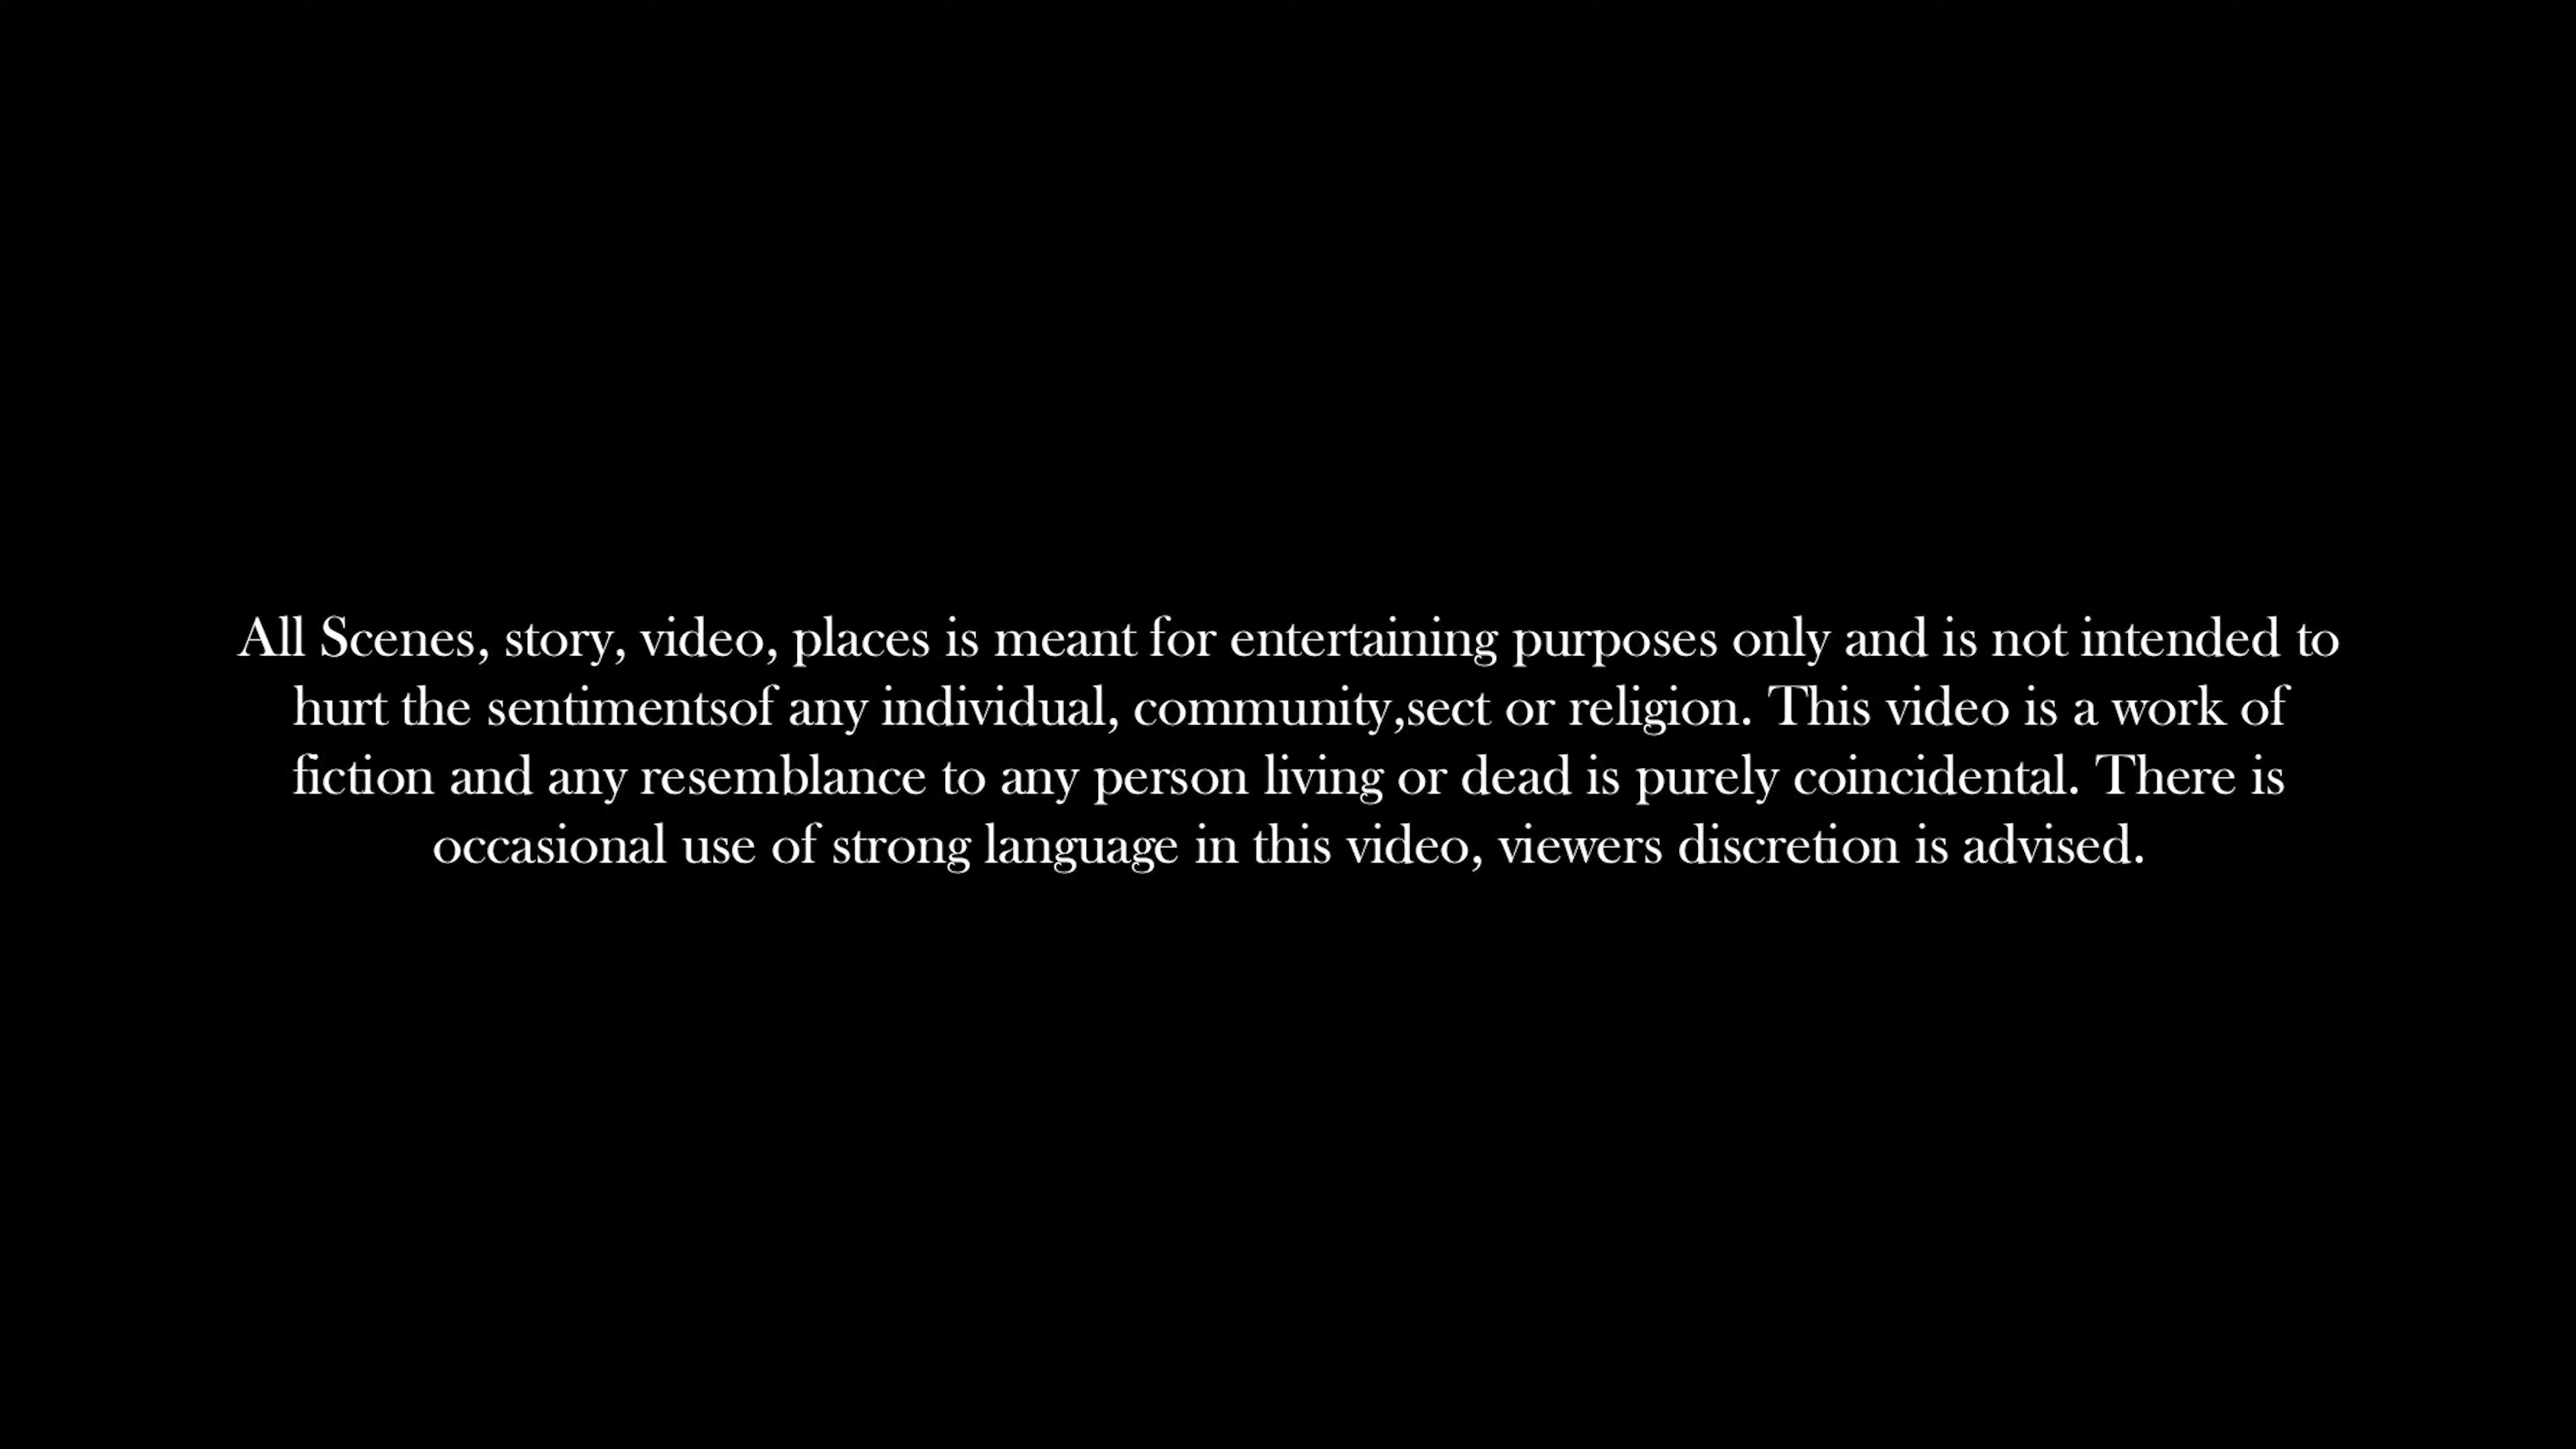 All Scenes, story, video, places is meant for entertaining purposes only and is not intended to
hurt the sentimentsof any individual, community,sect or religion. This video is a work of
fiction and any resemblance to any person living or dead is purely coincidental. There is
occasional use of strong language in this video, viewers discretion is advised.